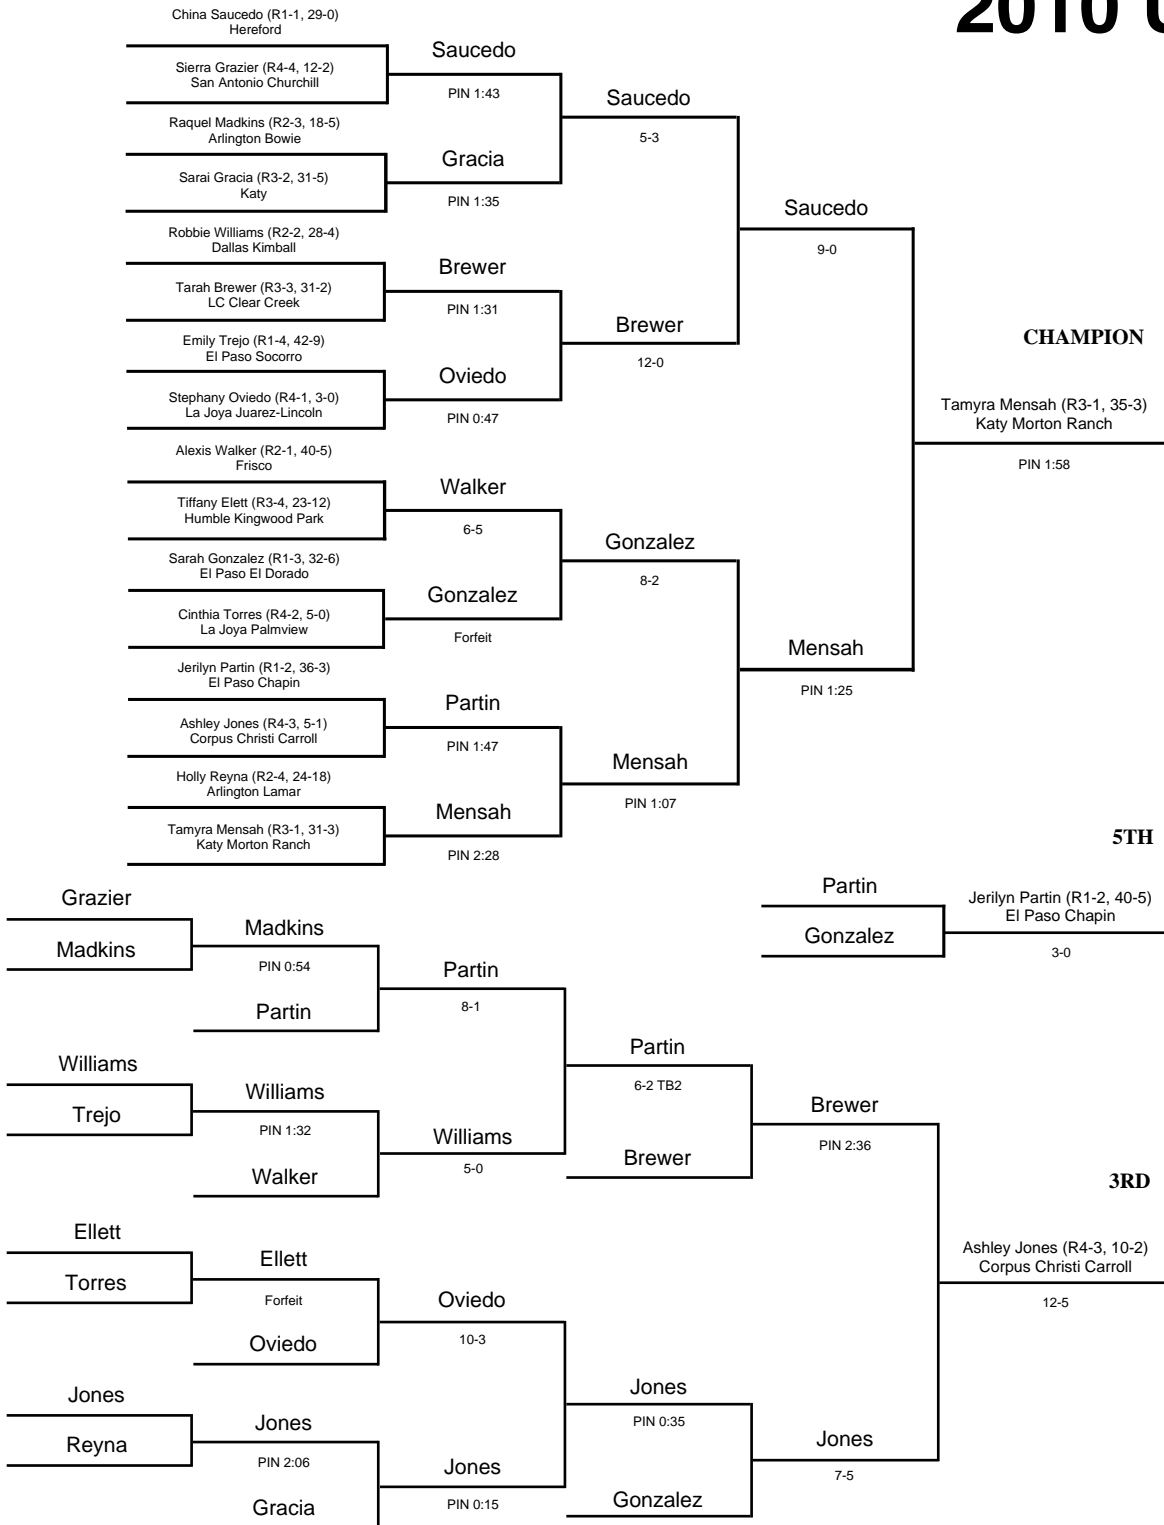 2010 U
China Saucedo (R1-1, 29-0)
Hereford
Sierra Grazier (R4-4, 12-2)
San Antonio Churchill
Raquel Madkins (R2-3, 18-5)
Arlington Bowie
Sarai Gracia (R3-2, 31-5)
Katy
Robbie Williams (R2-2, 28-4)
Dallas Kimball
Tarah Brewer (R3-3, 31-2)
LC Clear Creek
Emily Trejo (R1-4, 42-9)
El Paso Socorro
Stephany Oviedo (R4-1, 3-0)
La Joya Juarez-Lincoln
Alexis Walker (R2-1, 40-5)
Frisco
Tiffany Elett (R3-4, 23-12)
Humble Kingwood Park
Sarah Gonzalez (R1-3, 32-6)
El Paso El Dorado
Cinthia Torres (R4-2, 5-0)
La Joya Palmview
Jerilyn Partin (R1-2, 36-3)
El Paso Chapin
Ashley Jones (R4-3, 5-1)
Corpus Christi Carroll
Holly Reyna (R2-4, 24-18)
Arlington Lamar
Tamyra Mensah (R3-1, 31-3)
Katy Morton Ranch
Saucedo
PIN 1:43
Gracia
PIN 1:35
Brewer
PIN 1:31
Oviedo
PIN 0:47
Walker
6-5
Gonzalez
Forfeit
Partin
PIN 1:47
Mensah
PIN 2:28
Saucedo
5-3
Brewer
12-0
Gonzalez
8-2
Mensah
PIN 1:07
Saucedo
9-0
Mensah
PIN 1:25
CHAMPION
Tamyra Mensah (R3-1, 35-3)
Katy Morton Ranch
PIN 1:58
5TH
Partin
Gonzalez
Jerilyn Partin (R1-2, 40-5)
El Paso Chapin
3-0
Grazier
Madkins
Williams
Trejo
Ellett
Torres
Jones
Reyna
Madkins
PIN 0:54
Partin
Williams
PIN 1:32
Walker
Ellett
Forfeit
Oviedo
Jones
PIN 2:06
Gracia
Partin
8-1
Williams
5-0
Oviedo
10-3
Jones
PIN 0:15
Partin
6-2 TB2
Brewer
Jones
PIN 0:35
Gonzalez
Brewer
PIN 2:36
Jones
7-5
3RD
Ashley Jones (R4-3, 10-2)
Corpus Christi Carroll
12-5